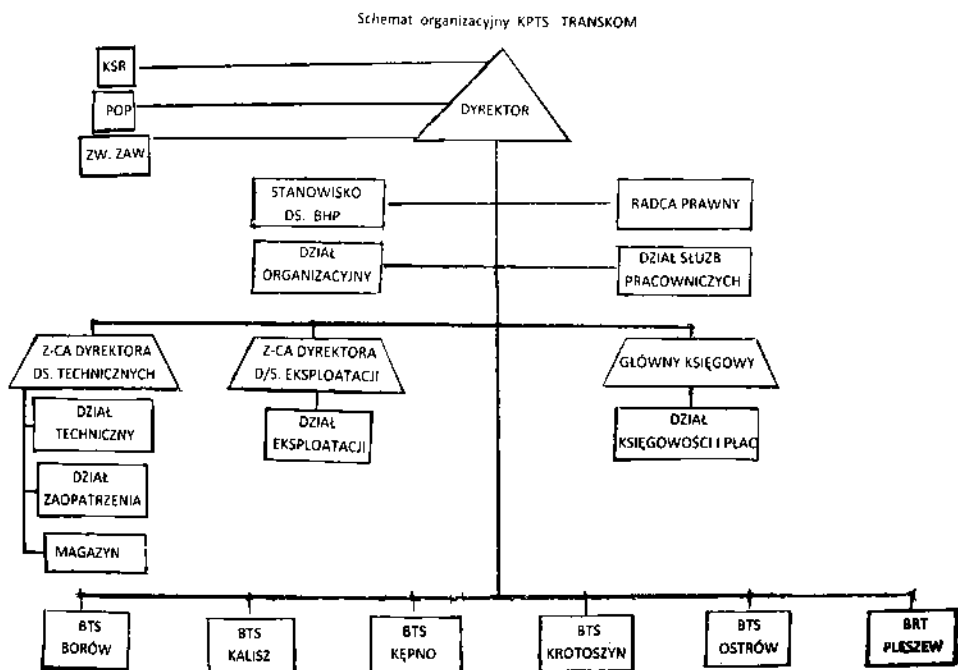 Schemat organizacyjny KPTS TRANSKOM
KSR
POP
ZW. ZAW
DYREKTOR
STANOWISKO
DS. BHP
RADCA PRAWNY
DZIAŁ
ORGANIZACYJNY
DZIAŁ SŁUZB
PRACOWNICZYCH
Z-CA DYREKTORA
DS. TECHNICZNYCH
Z-CA DYREKTORA
D/S. EKSPLOATACJI
GŁÓWNY KSIĘGOWY
DZIAŁ
TECHNICZNY
DZIAŁ
EKSPLOATACJI
DZIAŁ
KSIĘGOWOŚCI I PŁAC
DZIAŁ
ZAOPATRZENIA
MAGAZYN
BTS
BORÓW
BTS
KALISZ
BTS
KĘPNO
BTS
KROTOSZYN
BTS
OSTRÓW
BRT
PLESZEW